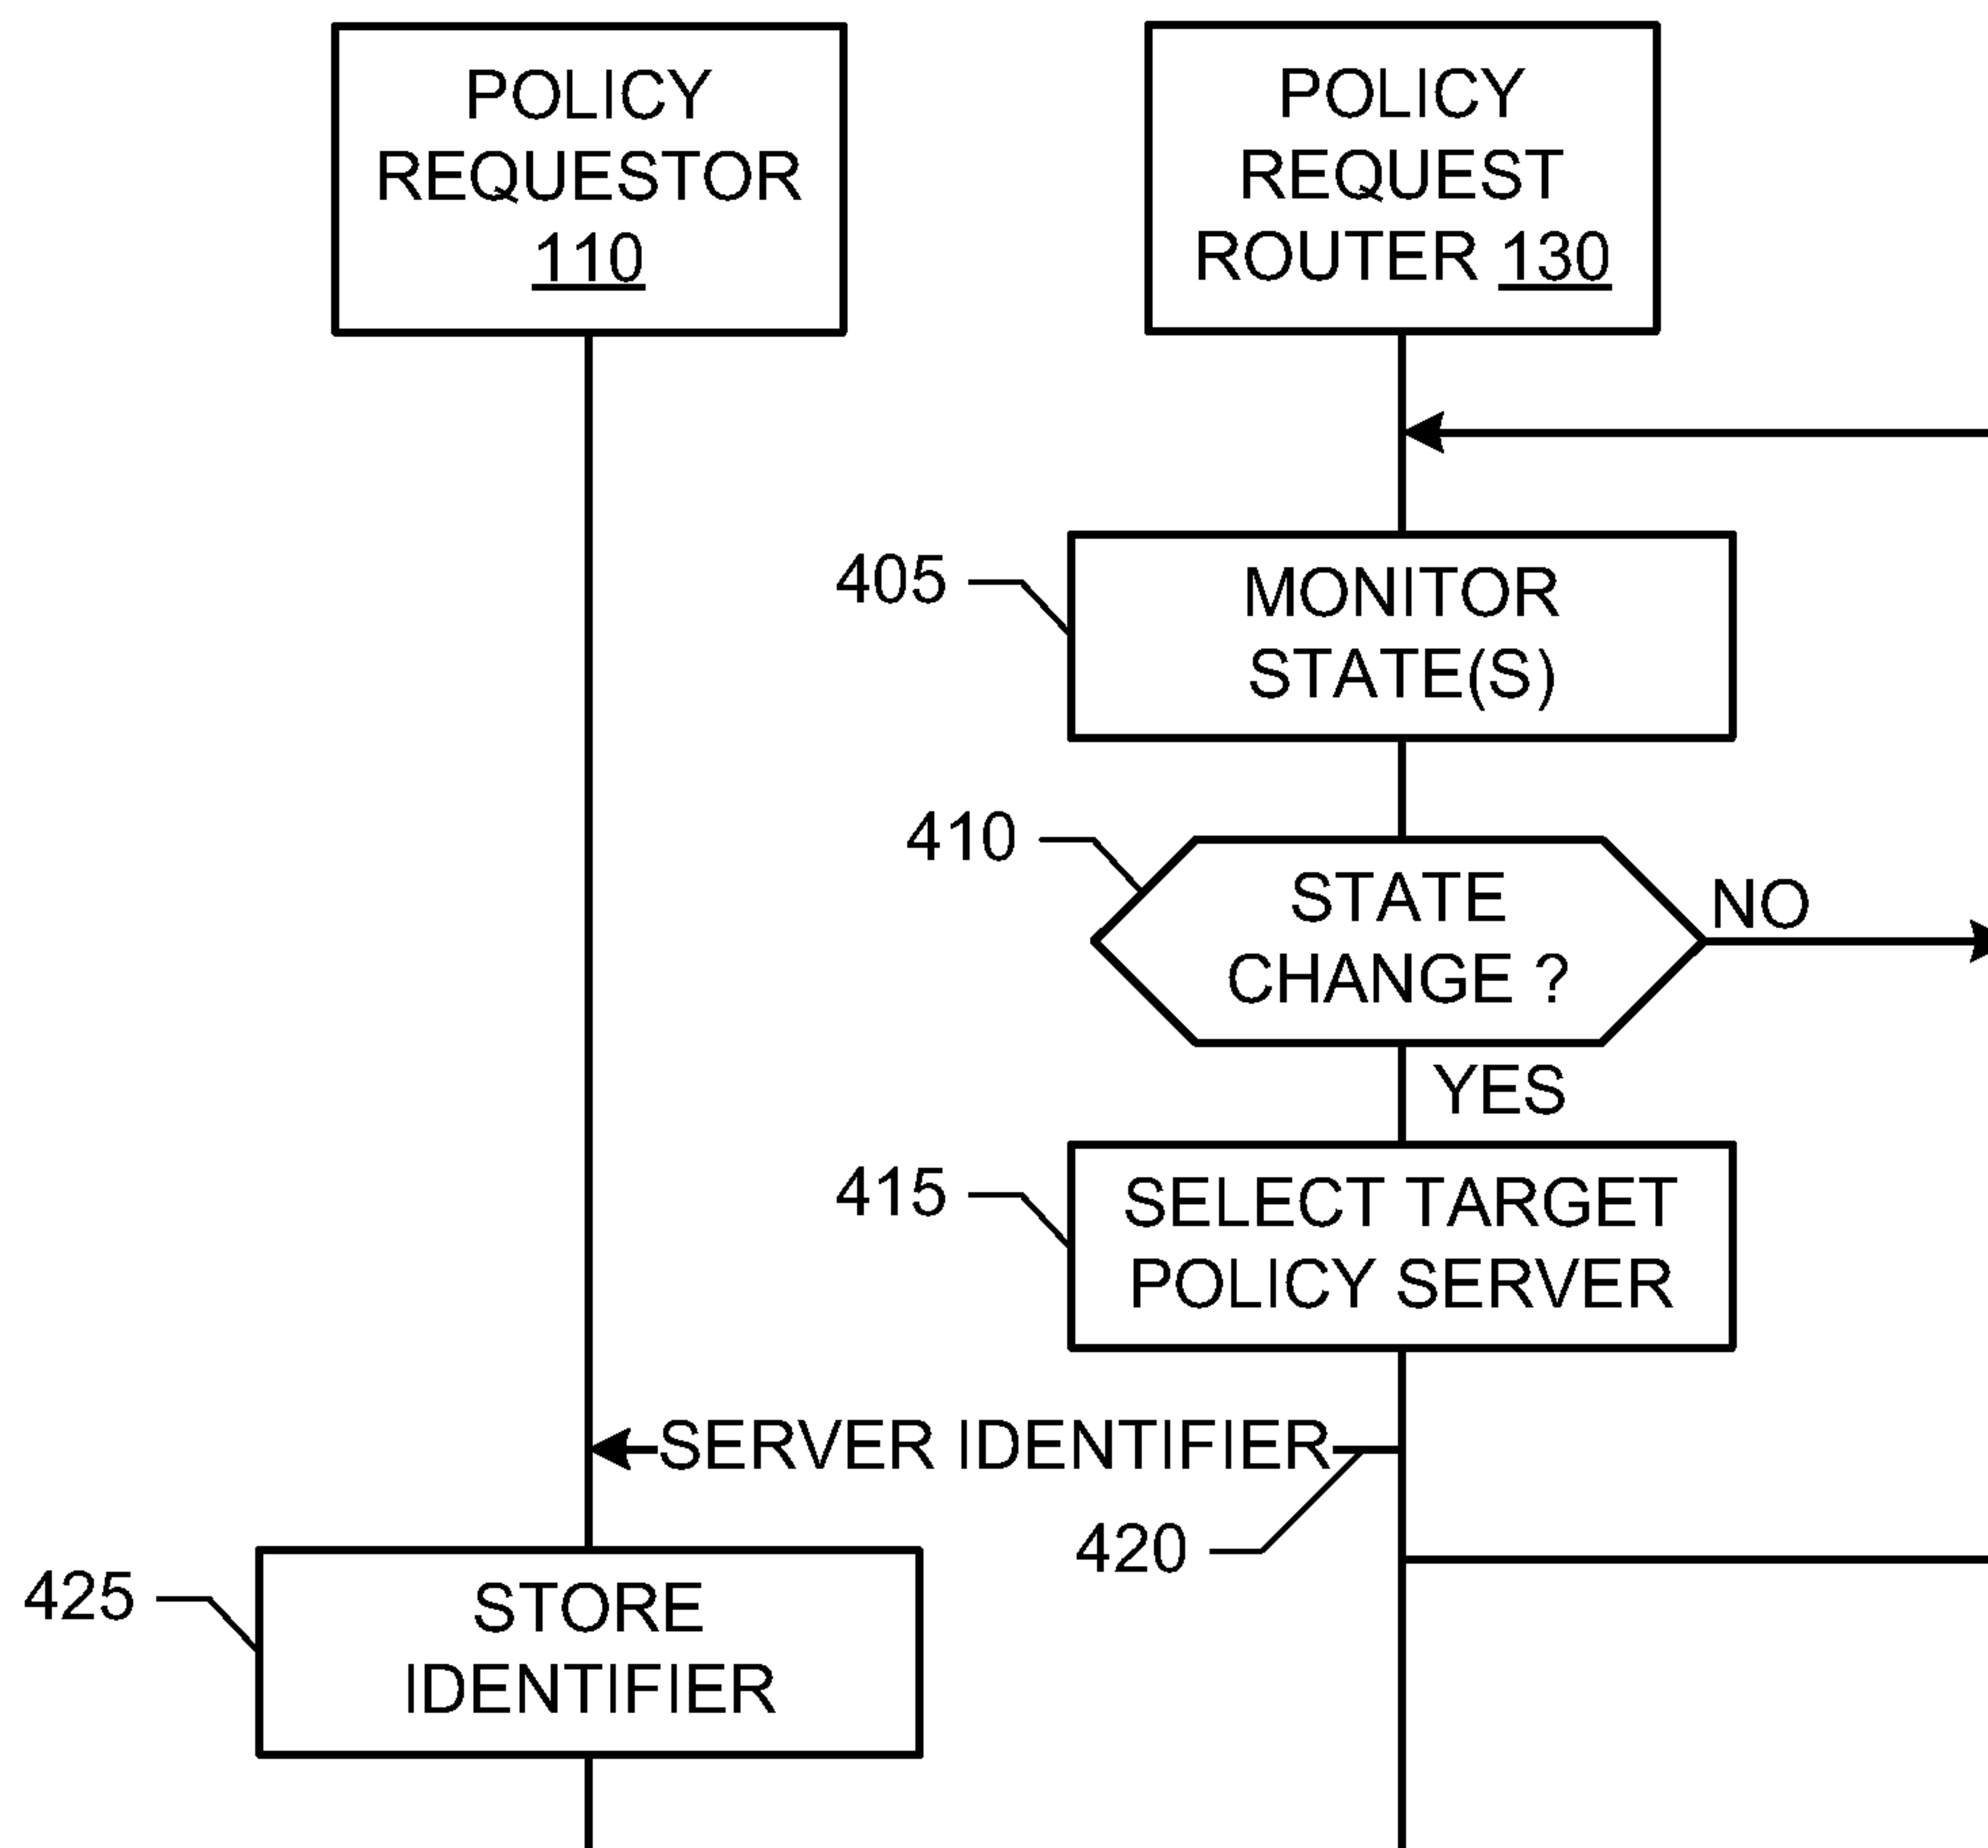 POLICY
REQUESTOR
110
POLICY
REQUEST
ROUTER 130
405
MONITOR
STATE(S)
410
STATE
CHANGE ?
NO
YES
415
SELECT TARGET
POLICY SERVER
SERVER IDENTIFIER
420
425
STORE
IDENTIFIER